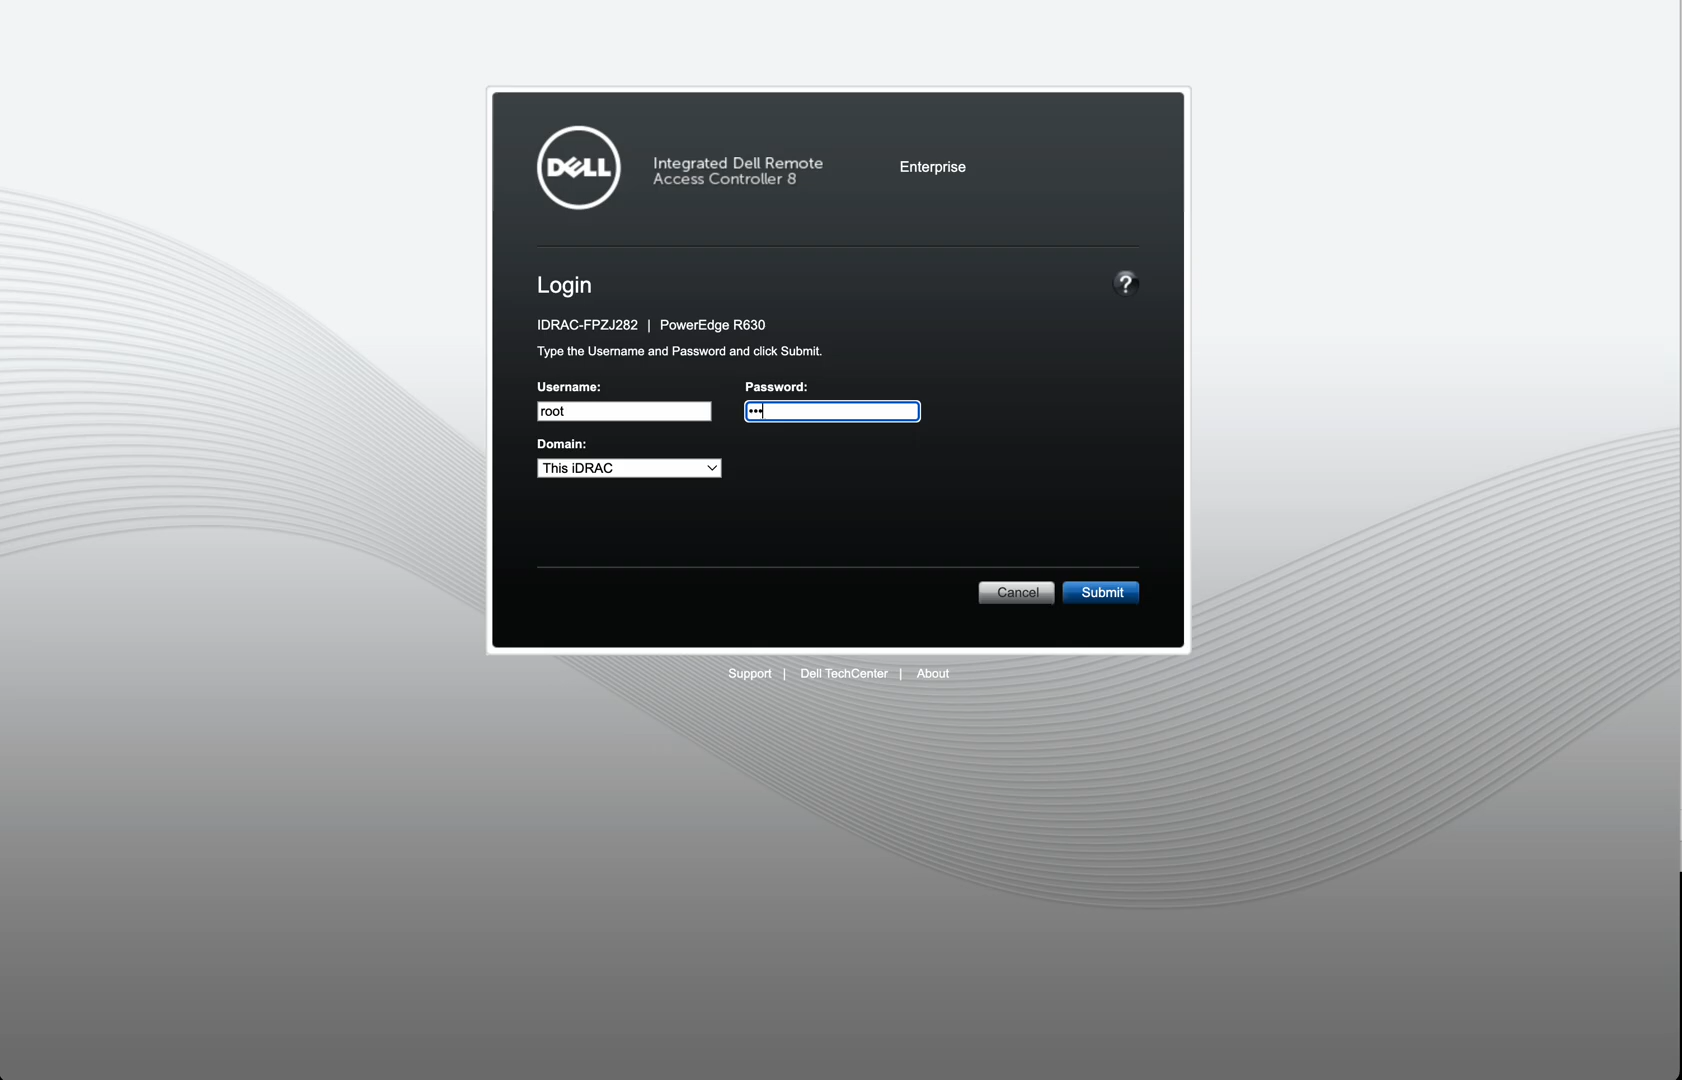 DELL
Integrated Dell Remote
Access Controller 8
Enterprise
Login
?
IDRAC-FPZJ282 | PowerEdge R630
Type the Username and Password and click Submit.
Username:
Password:
root
•••
Domain:
This iDRAC
Cancel
Submit
Support | Dell TechCenter | About